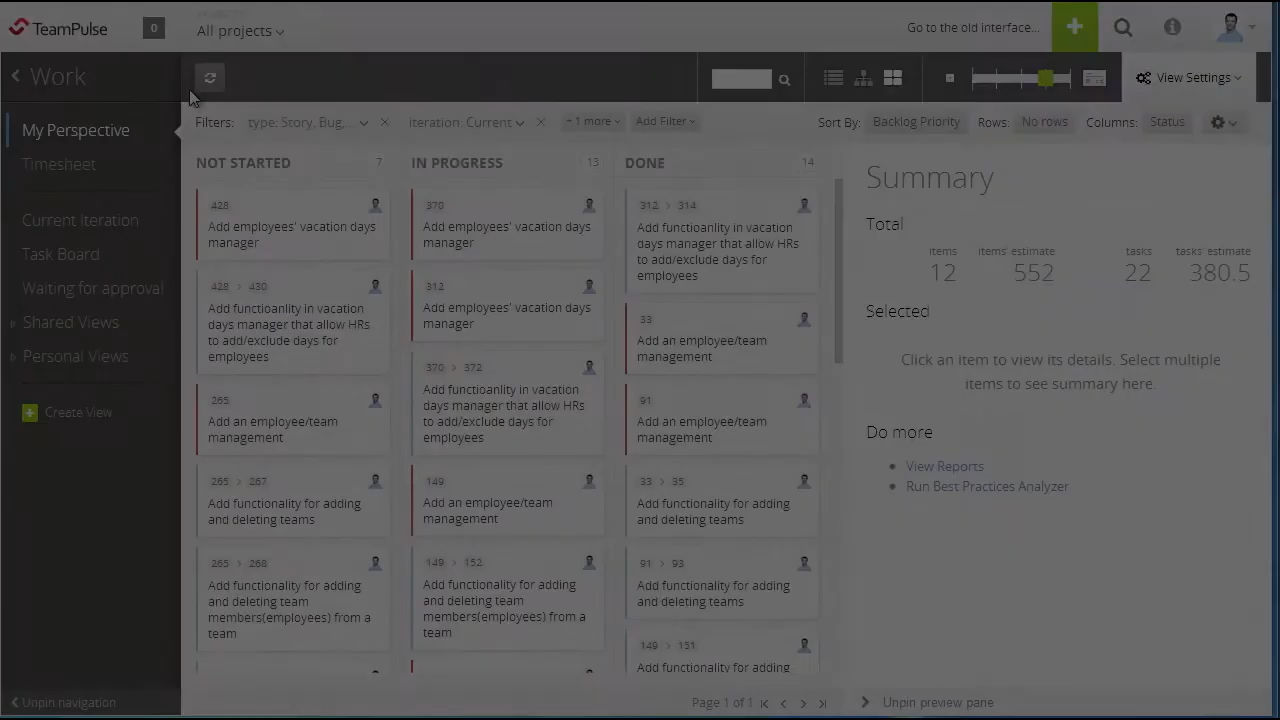 TeamPulse
0
All projects
Go to the old interface...
Work
View Settings
My Perspective
Timesheet
Current Iteration
Task Board
Waiting for approval
Shared Views
Personal Views
Create View
Unpin navigation
Filters: type: Story, Bug,... iteration: Current ~ 1 more Add Filter
Sort By: Backlog Priority Rows: No rows Columns: Status
NOT STARTED 7
428
Add employees' vacation days
manager
428 > 430
Add functioanlity in vacation
days manager that allow HRs
to add/exclude days for
employees
265
Add an employee/team
management
265 > 267
Add functionality for adding
and deleting teams
265 > 268
Add functionality for adding
and deleting team
members(employees) from a
team
IN PROGRESS 13
370
Add employees' vacation days
manager
312
Add employees' vacation days
manager
370 > 372
Add functioanlity in vacation
days manager that allow HRs
to add/exclude days for
employees
149
Add an employee/team
management
149 > 152
Add functionality for adding
and deleting team
members(employees) from a
team
DONE 14
312 > 314
Add functioanlity in vacation
days manager that allow HRs
to add/exclude days for
employees
33
Add an employee/team
management
91
Add an employee/team
management
33 > 35
Add functionality for adding
and deleting teams
91 > 93
Add functionality for adding
and deleting teams
149 > 151
Add functionality for adding
Page 1 of 1
Summary
Total
items items' estimate tasks tasks' estimate
12 552 22 380.5
Selected
Click an item to view its details. Select multiple
items to see summary here.
Do more
View Reports
Run Best Practices Analyzer
Unpin preview pane